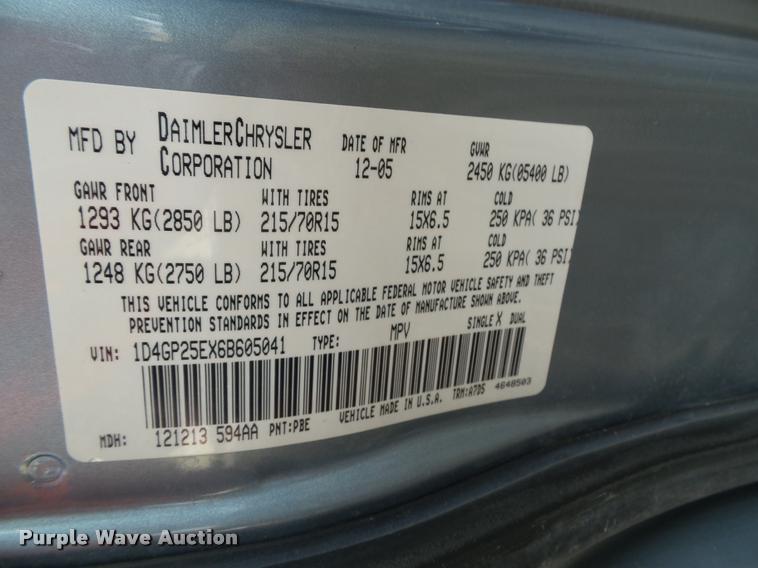 MFD BY DAIMLERCHRYSLER CORPORATION DATE OF MFR 12-05 GVWR 2450 KG(05400 LB)
GAWR FRONT WITH TIRES RIMS AT COLD
1293 KG(2850 LB) 215/70R15 15X6.5 250 KPA( 36 PSI)
GAWR REAR WITH TIRES RIMS AT COLD
1248 KG(2750 LB) 215/70R15 15X6.5 250 KPA( 36 PSI)
THIS VEHICLE CONFORMS TO ALL APPLICABLE FEDERAL MOTOR VEHICLE SAFETY AND THEFT
PREVENTION STANDARDS IN EFFECT ON THE DATE OF MANUFACTURE SHOWN ABOVE.
VIN: 1D4GP25EX6B605041 TYPE: MPV SINGLE X DUAL
MDH: 121213 594AA PNT:PBE VEHICLE MADE IN U.S.A. TRM:A7D5 4648503
Purple Wave Auction